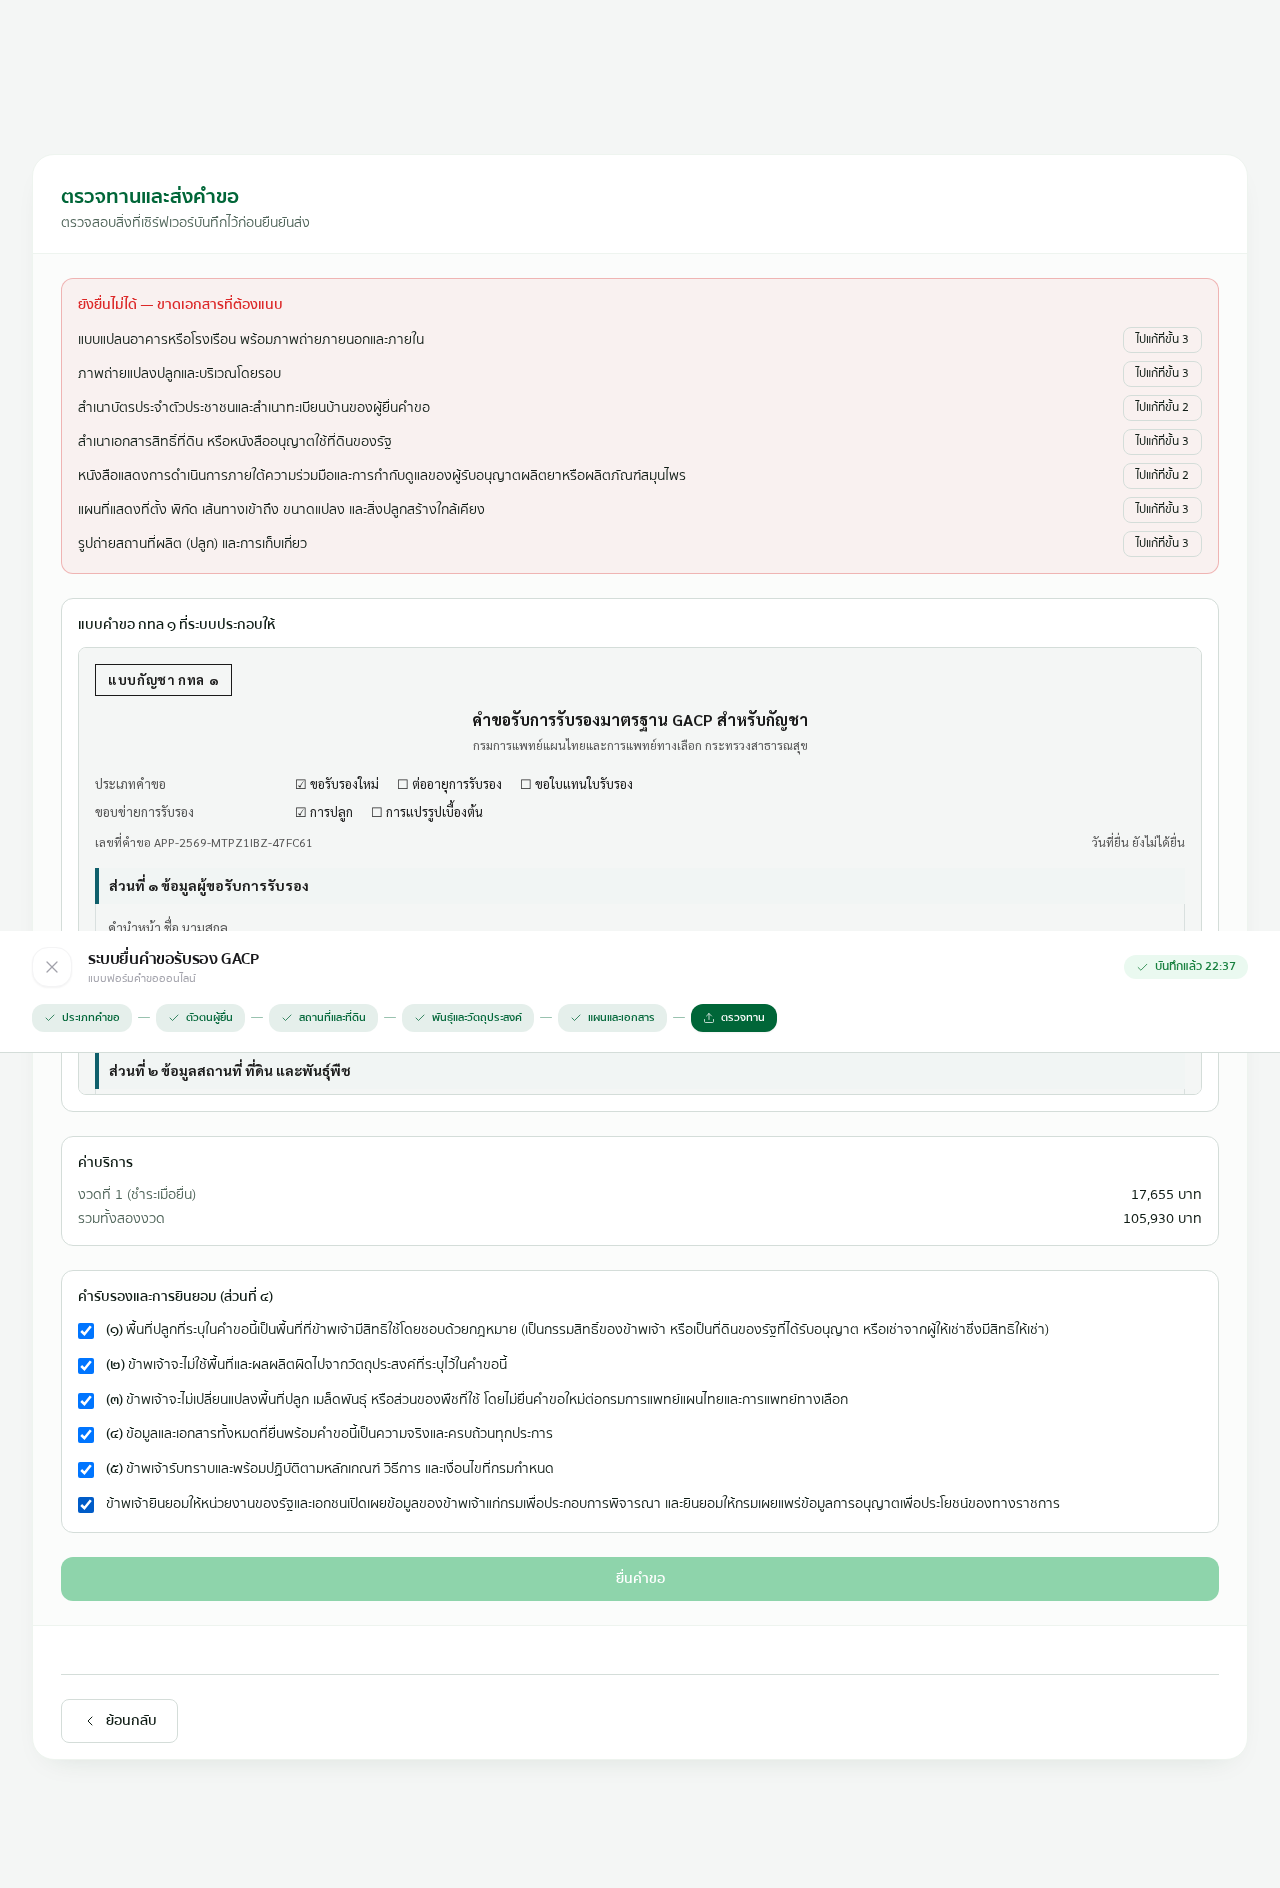 ตรวจทานและส่งคำขอ
ตรวจสอบสิ่งที่เซิร์ฟเวอร์บันทึกไว้ก่อนยืนยันส่ง
ยังยื่นไม่ได้ — ขาดเอกสารที่ต้องแนบ
แบบแปลนอาคารหรือโรงเรือน พร้อมภาพถ่ายภายนอกและภายใน ไปแก้ที่ขั้น 3
ภาพถ่ายแปลงปลูกและบริเวณโดยรอบ ไปแก้ที่ขั้น 3
สำเนาบัตรประจำตัวประชาชนและสำเนาทะเบียนบ้านของผู้ยื่นคำขอ ไปแก้ที่ขั้น 2
สำเนาเอกสารสิทธิ์ที่ดิน หรือหนังสืออนุญาตใช้ที่ดินของรัฐ ไปแก้ที่ขั้น 3
หนังสือแสดงการดำเนินการภายใต้ความร่วมมือและการกำกับดูแลของผู้รับอนุญาตผลิตยาหรือผลิตภัณฑ์สมุนไพร ไปแก้ที่ขั้น 2
แผนที่แสดงที่ตั้ง พิกัด เส้นทางเข้าถึง ขนาดแปลง และสิ่งปลูกสร้างใกล้เคียง ไปแก้ที่ขั้น 3
รูปถ่ายสถานที่ผลิต (ปลูก) และการเก็บเกี่ยว ไปแก้ที่ขั้น 3
แบบคำขอ กทล ๑ ที่ระบบประกอบให้
แบบกัญชา กทล ๑
คำขอรับการรับรองมาตรฐาน GACP สำหรับกัญชา
กรมการแพทย์แผนไทยและการแพทย์ทางเลือก กระทรวงสาธารณสุข
ประเภทคำขอ ☑ ขอรับรองใหม่ ☐ ต่ออายุการรับรอง ☐ ขอใบแทนใบรับรอง
ขอบข่ายการรับรอง ☑ การปลูก ☐ การแปรรูปเบื้องต้น
เลขที่คำขอ APP-2569-MTPZ1IBZ-47FC61 วันที่ยื่น ยังไม่ได้ยื่น
ส่วนที่ ๑ ข้อมูลผู้ขอรับการรับรอง
คำนำหน้า ชื่อ นามสกุล
ระบบยื่นคำขอรับรอง GACP
แบบฟอร์มคำขอออนไลน์
บันทึกแล้ว 22:37
ประเภทคำขอ — ตัวตนผู้ยื่น — สถานที่และที่ดิน — พันธุ์และวัตถุประสงค์ — แผนและเอกสาร — ตรวจทาน
ส่วนที่ ๒ ข้อมูลสถานที่ ที่ดิน และพันธุ์พืช
ค่าบริการ
งวดที่ 1 (ชำระเมื่อยื่น) 17,655 บาท
รวมทั้งสองงวด 105,930 บาท
คำรับรองและการยินยอม (ส่วนที่ ๔)
(๑) พื้นที่ปลูกที่ระบุในคำขอนี้เป็นพื้นที่ที่ข้าพเจ้ามีสิทธิใช้โดยชอบด้วยกฎหมาย (เป็นกรรมสิทธิ์ของข้าพเจ้า หรือเป็นที่ดินของรัฐที่ได้รับอนุญาต หรือเช่าจากผู้ให้เช่าซึ่งมีสิทธิให้เช่า)
(๒) ข้าพเจ้าจะไม่ใช้พื้นที่และผลผลิตผิดไปจากวัตถุประสงค์ที่ระบุไว้ในคำขอนี้
(๓) ข้าพเจ้าจะไม่เปลี่ยนแปลงพื้นที่ปลูก เมล็ดพันธุ์ หรือส่วนของพืชที่ใช้ โดยไม่ยื่นคำขอใหม่ต่อกรมการแพทย์แผนไทยและการแพทย์ทางเลือก
(๔) ข้อมูลและเอกสารทั้งหมดที่ยื่นพร้อมคำขอนี้เป็นความจริงและครบถ้วนทุกประการ
(๕) ข้าพเจ้ารับทราบและพร้อมปฏิบัติตามหลักเกณฑ์ วิธีการ และเงื่อนไขที่กรมกำหนด
ข้าพเจ้ายินยอมให้หน่วยงานของรัฐและเอกชนเปิดเผยข้อมูลของข้าพเจ้าแก่กรมเพื่อประกอบการพิจารณา และยินยอมให้กรมเผยแพร่ข้อมูลการอนุญาตเพื่อประโยชน์ของทางราชการ
ยื่นคำขอ
ย้อนกลับ